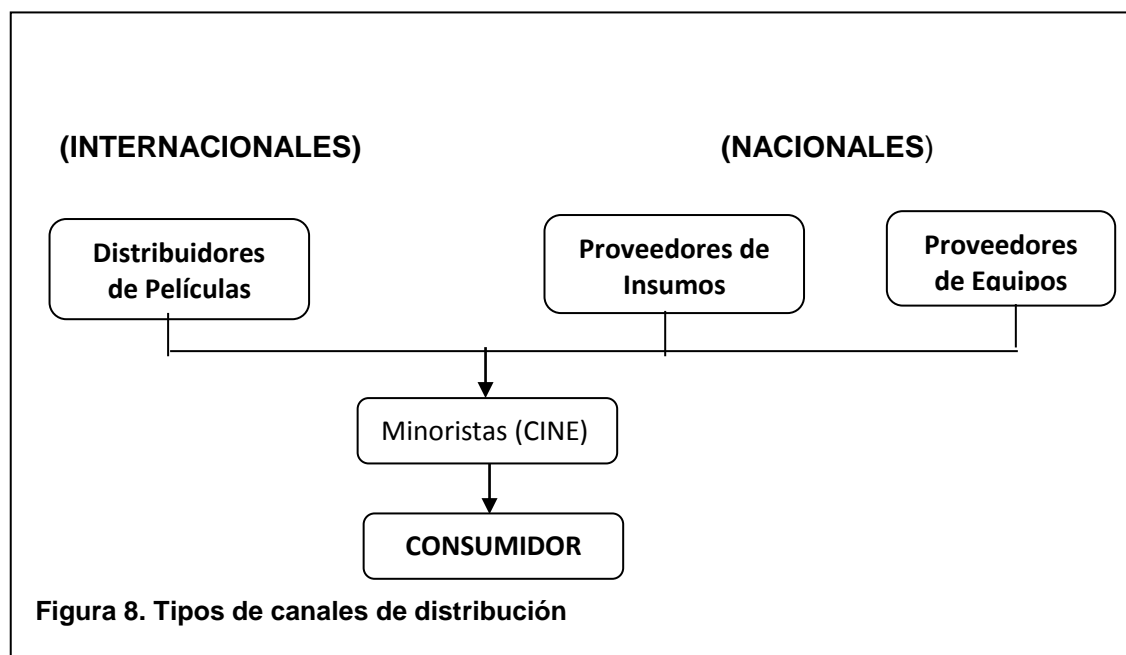 (INTERNACIONALES) (NACIONALES)
Distribuidores
de Películas
Proveedores de
Insumos
Proveedores
de Equipos
Minoristas (CINE)
CONSUMIDOR
Figura 8. Tipos de canales de distribución